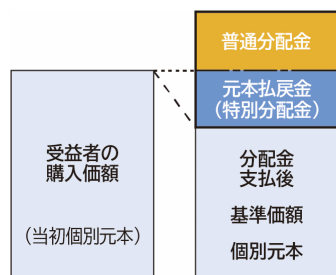 普通分配金
元本払戻金
（特別分配金）
受益者の
購入価額
（当初個別元本）
分配金
支払後
基準価額
個別元本